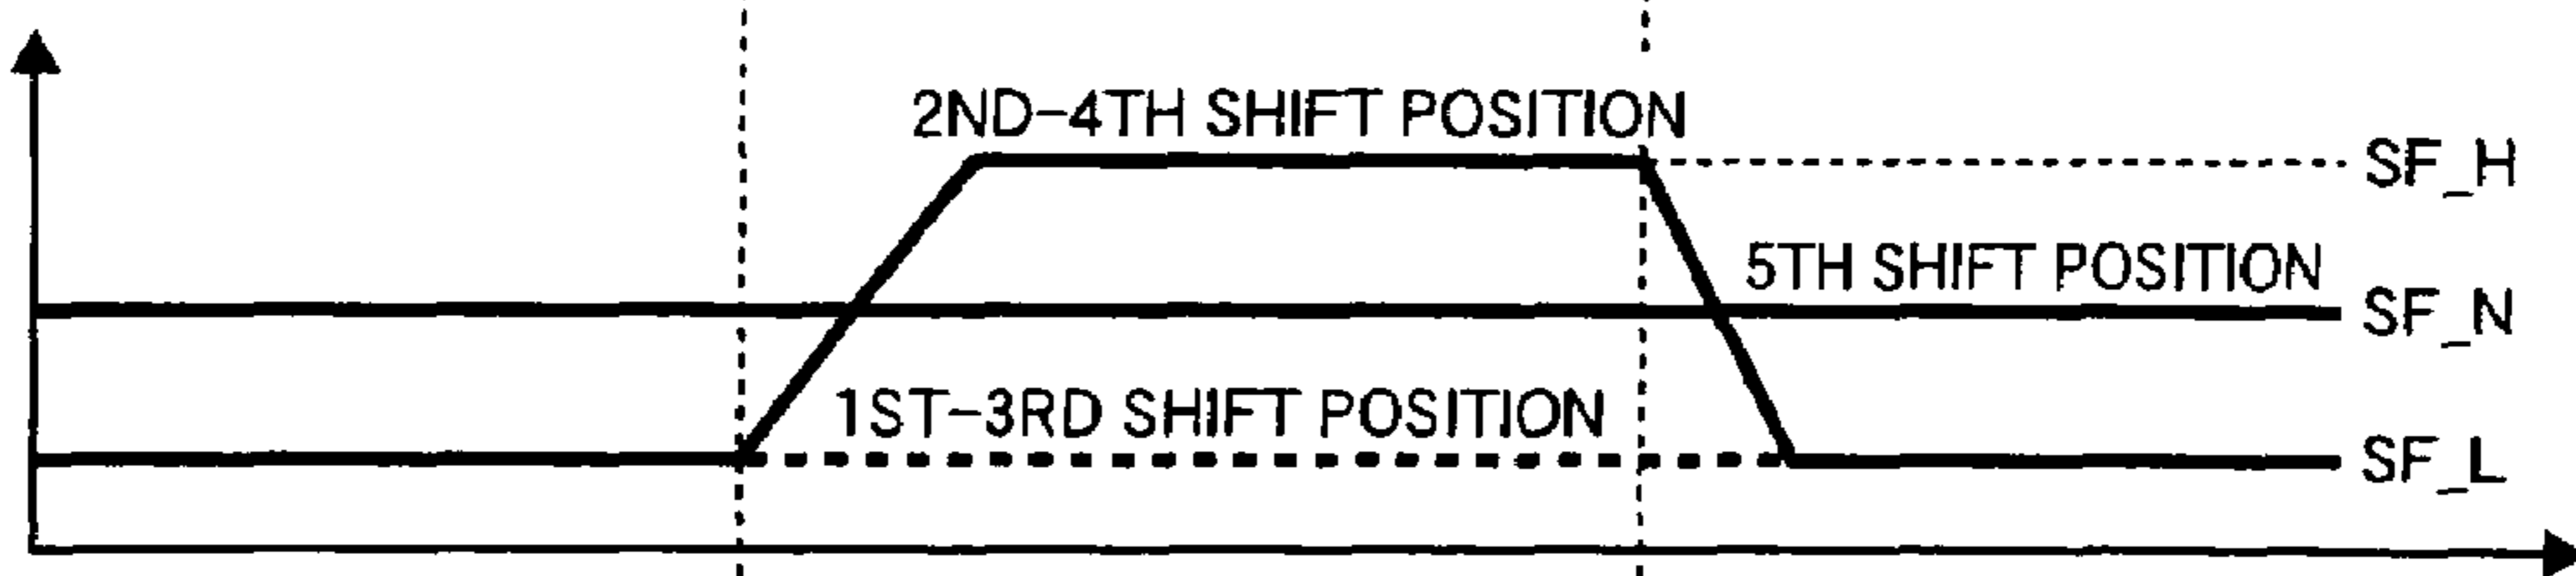 2ND-4TH SHIFT POSITION
SF_H
5TH SHIFT POSITION
SF_N
1ST-3RD SHIFT POSITION
SF_L